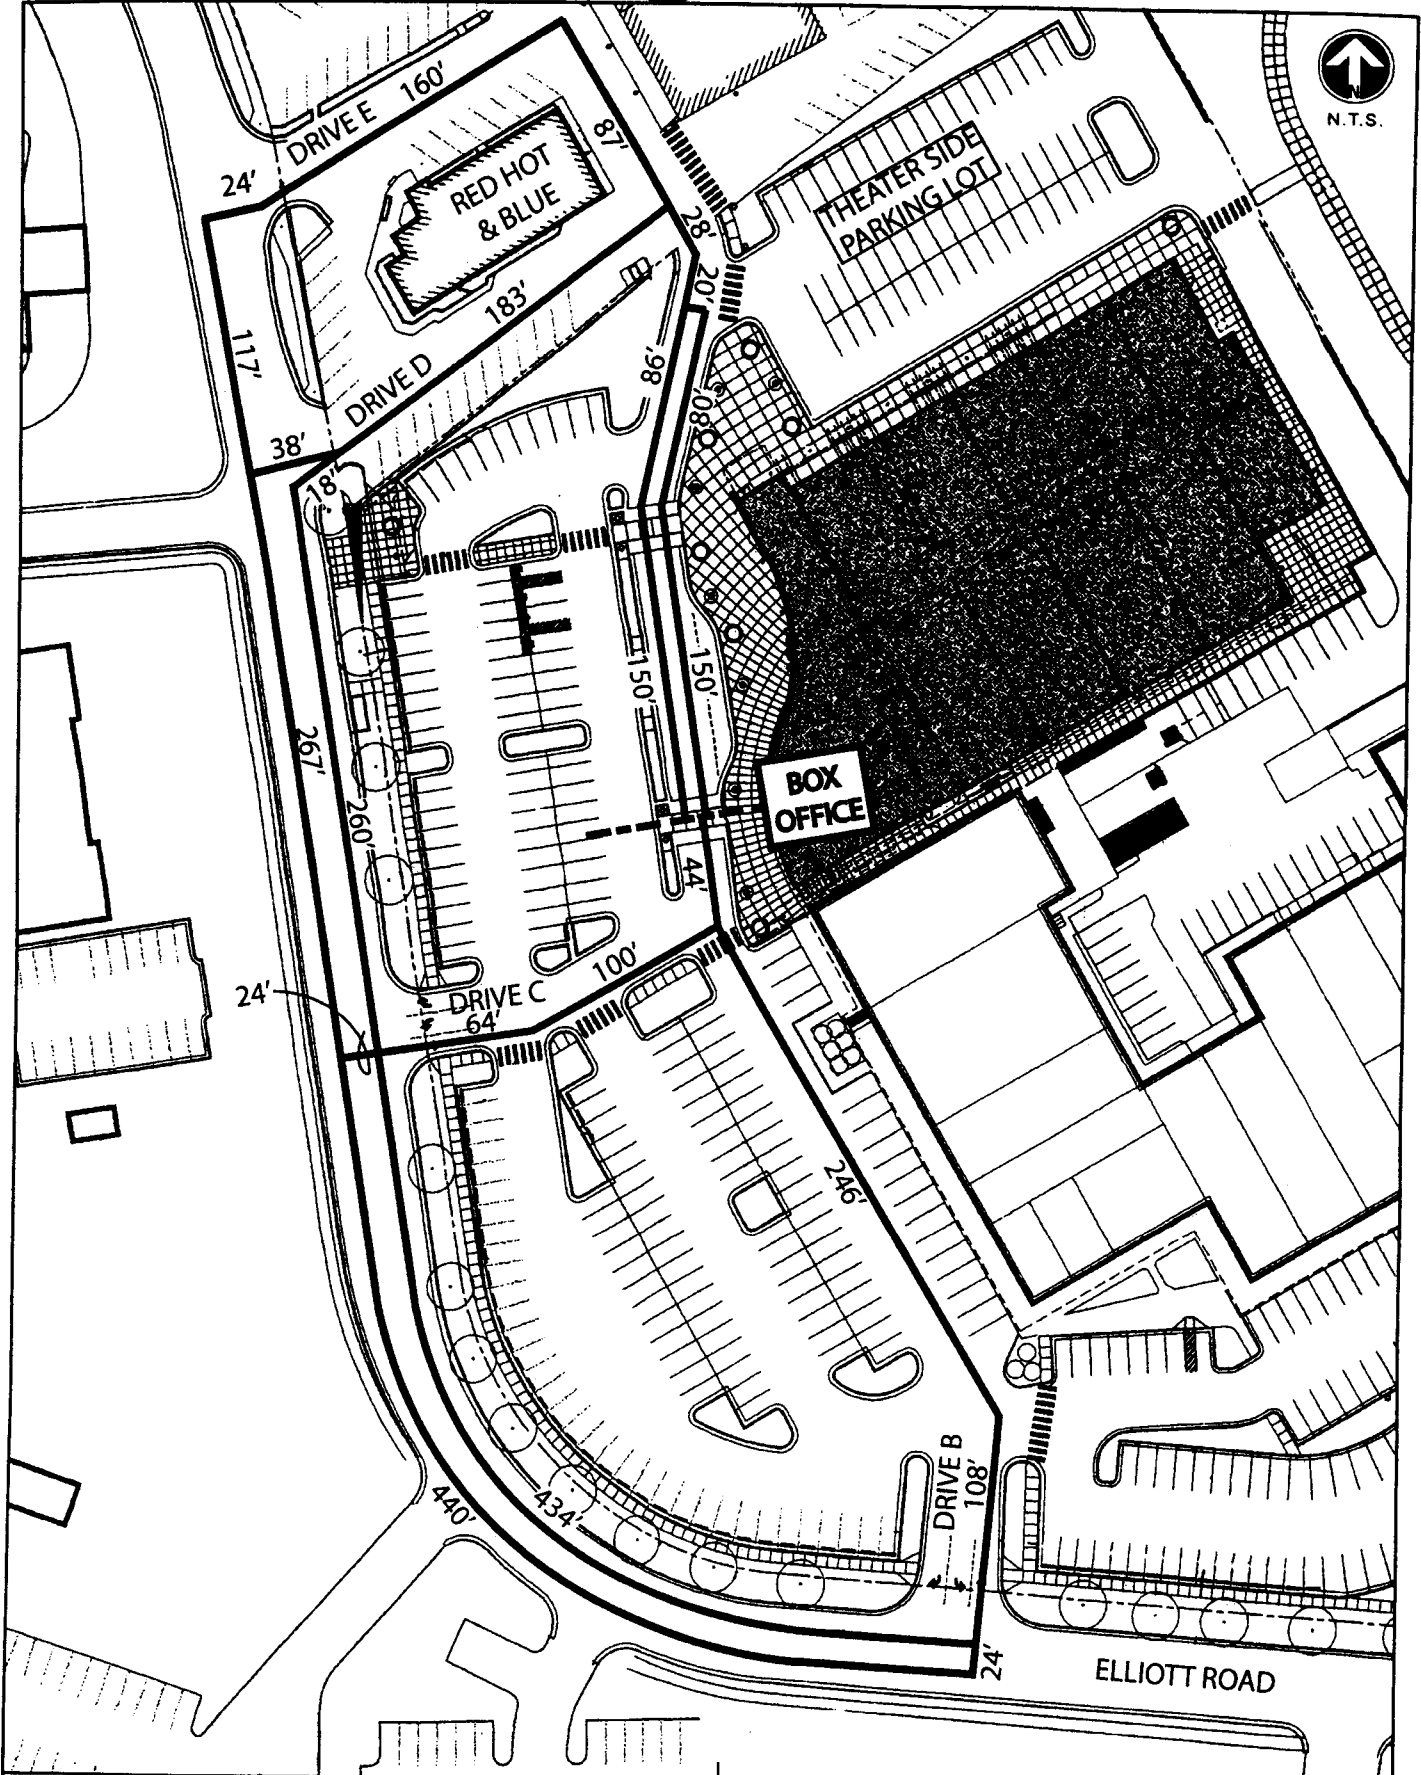 N
N.T.S.
160'
DRIVE E
24'
87'
RED HOT
& BLUE
THEATER SIDE
PARKING LOT
28'
20'
183'
117'
DRIVE D
86'
80'
38'
18'
150'
150'
267'
260'
BOX
OFFICE
44'
100'
24'
DRIVE C
64'
246'
DRIVE B
108'
440'
434'
24'
ELLIOTT ROAD